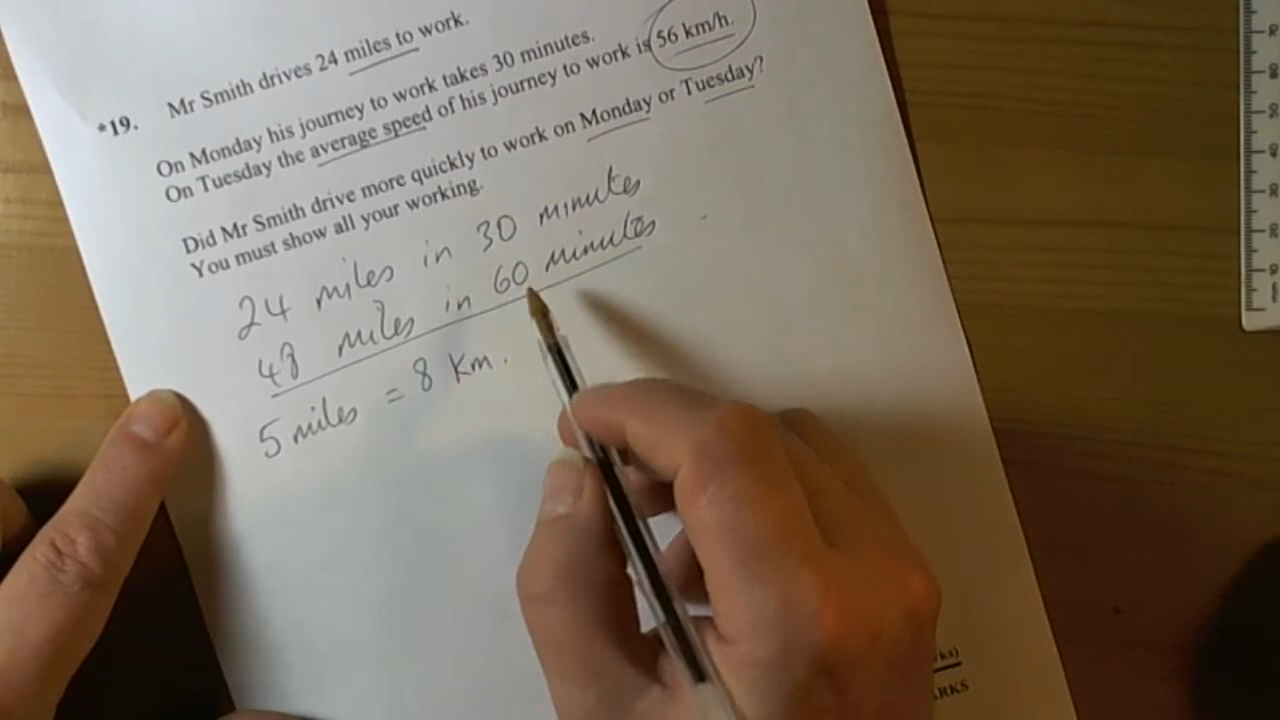 *19. Mr Smith drives 24 miles to work.
On Monday his journey to work takes 30 minutes.
On Tuesday the average speed of his journey to work is 56 km/h.
Did Mr Smith drive more quickly to work on Monday or Tuesday?
You must show all your working.
24 miles in 30 minutes
48 miles in 60 minutes
5 miles = 8 km.